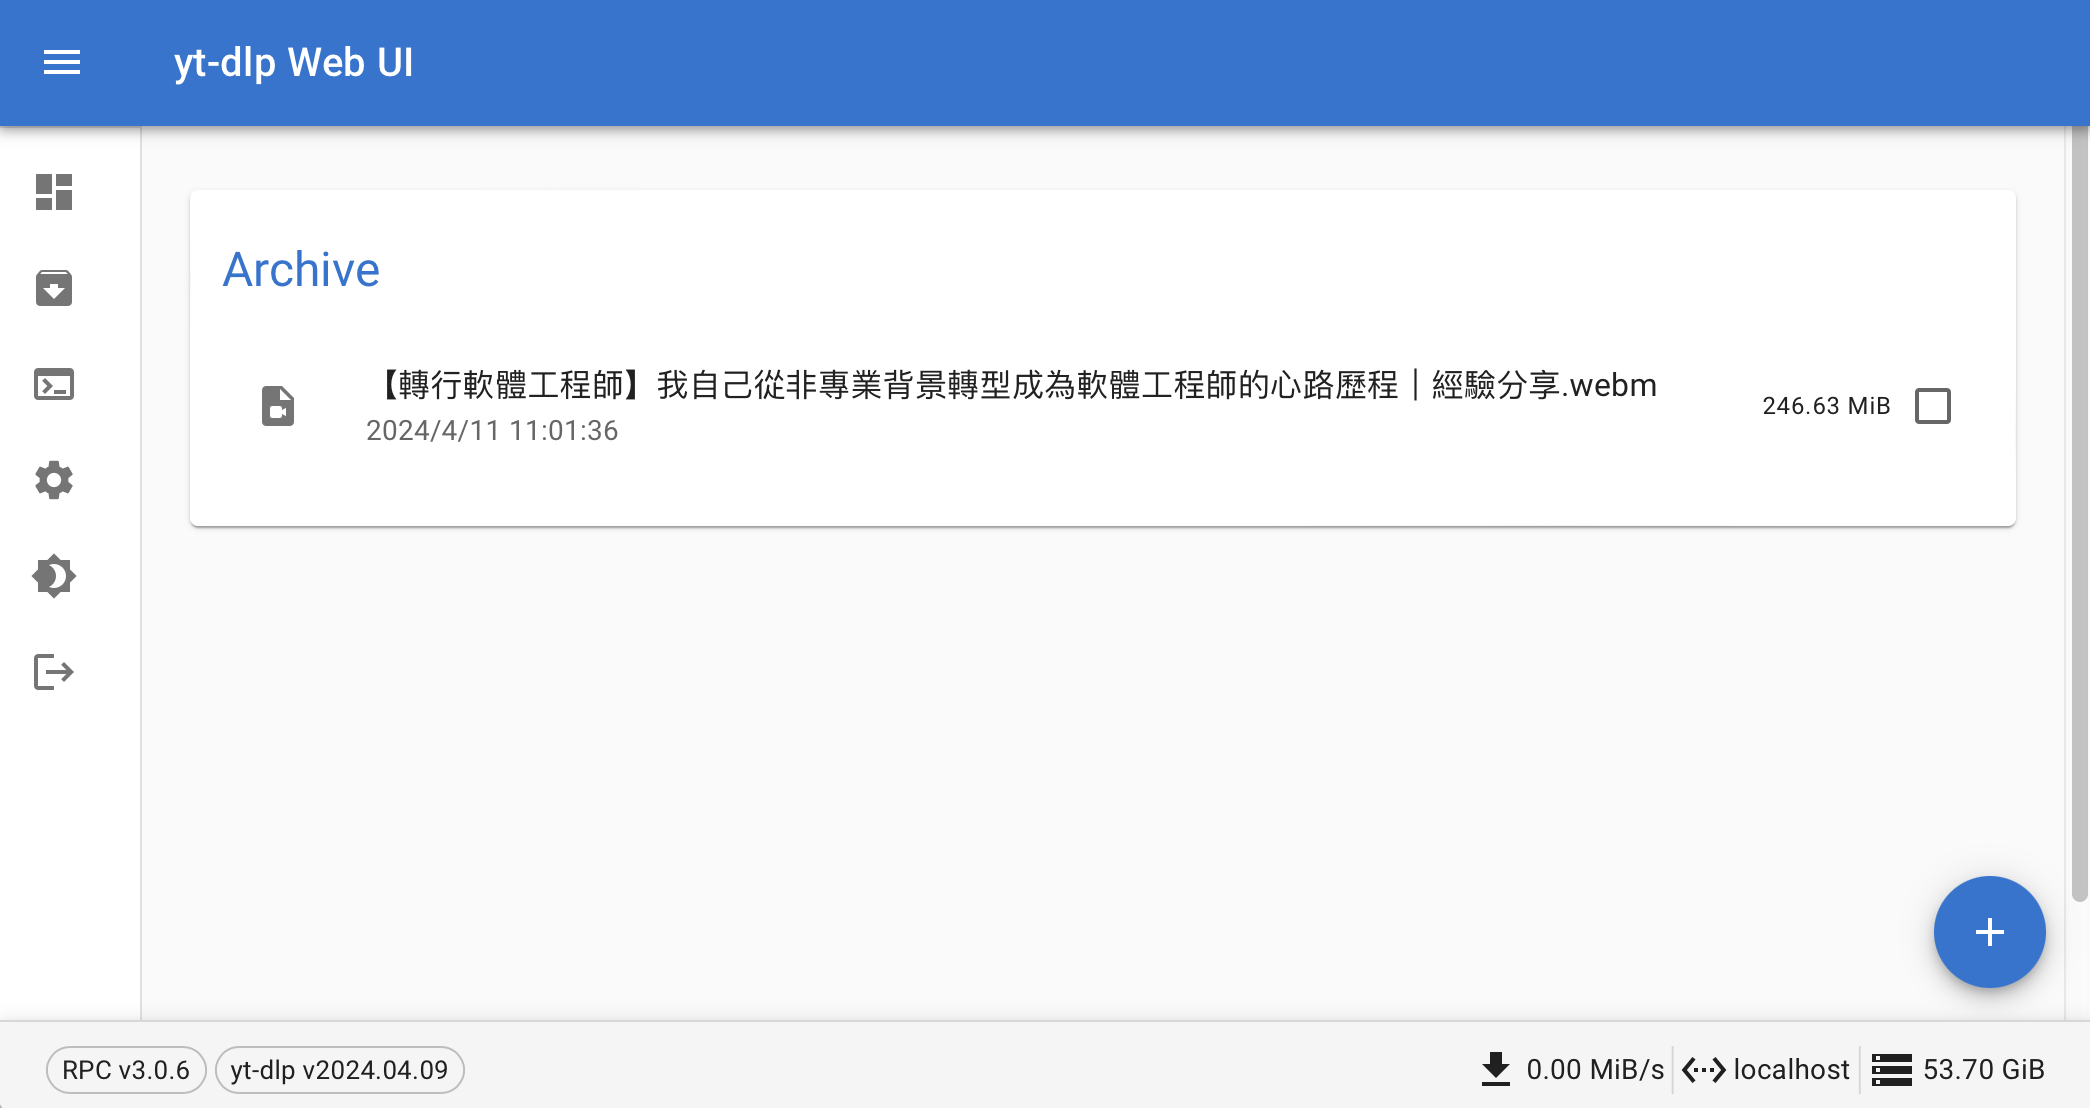 yt-dlp Web UI
Archive
【轉行軟體工程師】我自己從非專業背景轉型成為軟體工程師的心路歷程｜經驗分享.webm
2024/4/11 11:01:36
246.63 MiB
RPC v3.0.6
yt-dlp v2024.04.09
0.00 MiB/s
localhost
53.70 GiB